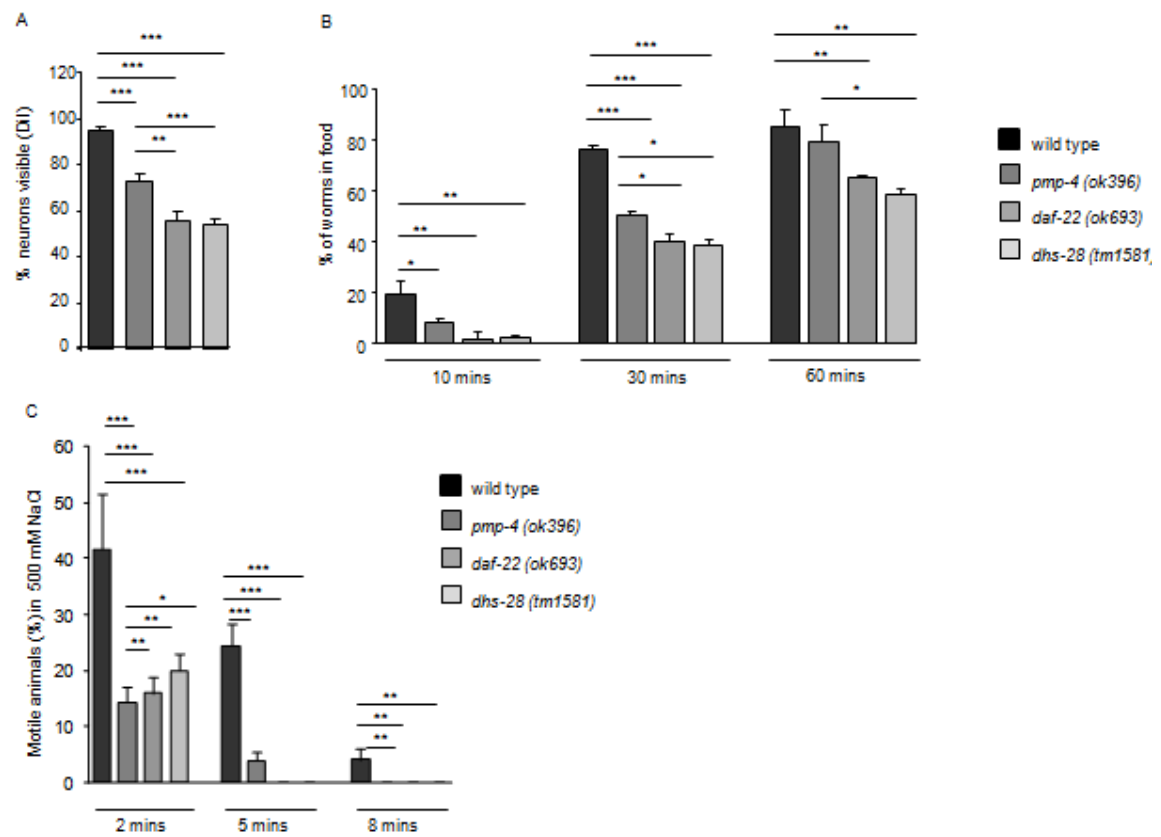 A
% neurons visible (DiI)
120
100
80
60
40
20
0
***
***
***
***
**
B
% of worms in food
100
80
60
40
20
0
**
**
*
***
***
***
*
*
**
**
*
10 mins
30 mins
60 mins
wild type
pmp-4 (ok396)
daf-22 (ok693)
dhs-28 (tm1581)
C
Motile animals (%) in 500 mM NaCl
60
50
40
30
20
10
0
***
***
***
*
**
**
***
***
***
**
**
**
2 mins
5 mins
8 mins
wild type
pmp-4 (ok396)
daf-22 (ok693)
dhs-28 (tm1581)